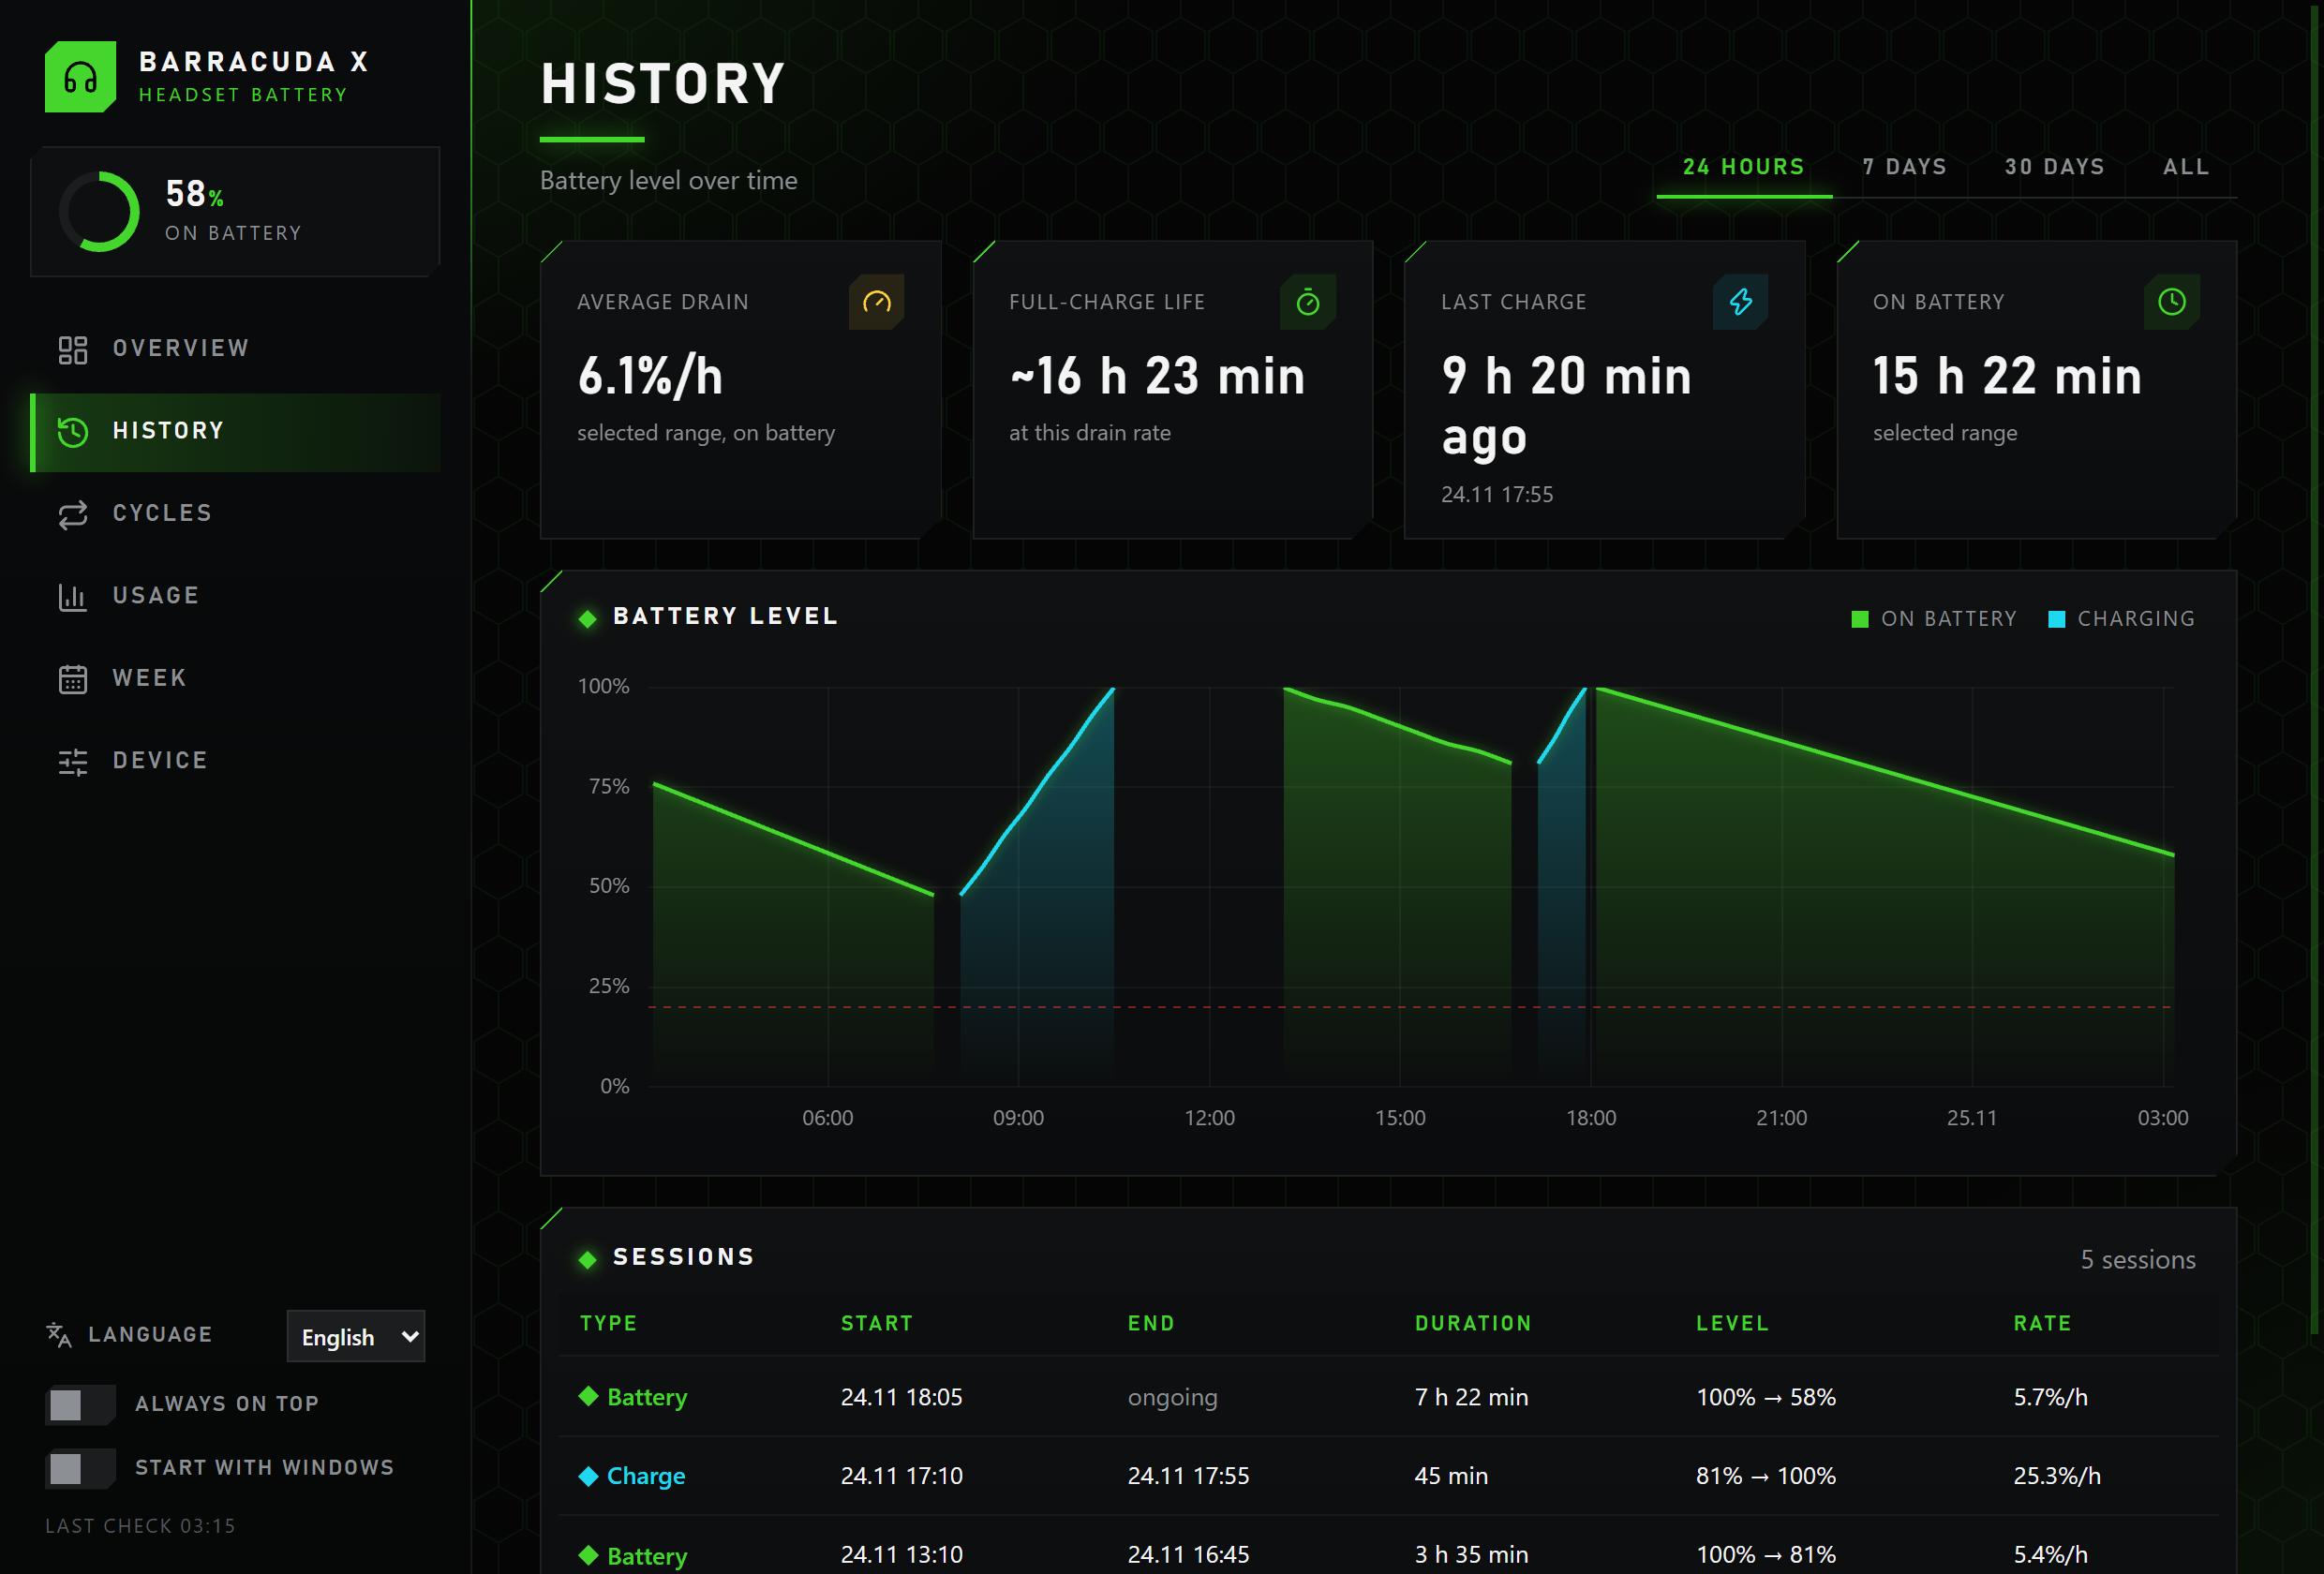 BARRACUDA X
HEADSET BATTERY
58%
ON BATTERY
OVERVIEW
HISTORY
CYCLES
USAGE
WEEK
DEVICE
LANGUAGE
English
ALWAYS ON TOP
START WITH WINDOWS
LAST CHECK 03:15
HISTORY
Battery level over time
24 HOURS 7 DAYS 30 DAYS ALL
AVERAGE DRAIN
6.1%/h
selected range, on battery
FULL-CHARGE LIFE
~16 h 23 min
at this drain rate
LAST CHARGE
9 h 20 min
ago
24.11 17:55
ON BATTERY
15 h 22 min
selected range
BATTERY LEVEL
ON BATTERY CHARGING
100%
75%
50%
25%
0%
06:00 09:00 12:00 15:00 18:00 21:00 25.11 03:00
SESSIONS
5 sessions
TYPE START END DURATION LEVEL RATE
Battery 24.11 18:05 ongoing 7 h 22 min 100% → 58% 5.7%/h
Charge 24.11 17:10 24.11 17:55 45 min 81% → 100% 25.3%/h
Battery 24.11 13:10 24.11 16:45 3 h 35 min 100% → 81% 5.4%/h